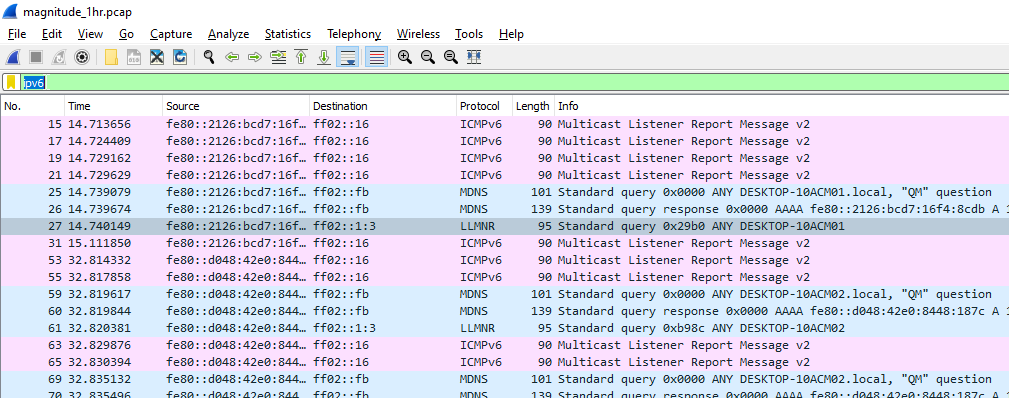 magnitude_1hr.pcap
File Edit View Go Capture Analyze Statistics Telephony Wireless Tools Help
ipv6
No. Time Source Destination Protocol Length Info
15 14.713656 fe80::2126:bcd7:16f… ff02::16 ICMPv6 90 Multicast Listener Report Message v2
17 14.724409 fe80::2126:bcd7:16f… ff02::16 ICMPv6 90 Multicast Listener Report Message v2
19 14.729162 fe80::2126:bcd7:16f… ff02::16 ICMPv6 90 Multicast Listener Report Message v2
21 14.729629 fe80::2126:bcd7:16f… ff02::16 ICMPv6 90 Multicast Listener Report Message v2
25 14.739079 fe80::2126:bcd7:16f… ff02::fb MDNS 101 Standard query 0x0000 ANY DESKTOP-10ACM01.local, "QM" question
26 14.739674 fe80::2126:bcd7:16f… ff02::fb MDNS 139 Standard query response 0x0000 AAAA fe80::2126:bcd7:16f4:8cdb A 1
27 14.740149 fe80::2126:bcd7:16f… ff02::1:3 LLMNR 95 Standard query 0x29b0 ANY DESKTOP-10ACM01
31 15.111850 fe80::2126:bcd7:16f… ff02::16 ICMPv6 90 Multicast Listener Report Message v2
53 32.814332 fe80::d048:42e0:844… ff02::16 ICMPv6 90 Multicast Listener Report Message v2
55 32.817858 fe80::d048:42e0:844… ff02::16 ICMPv6 90 Multicast Listener Report Message v2
59 32.819617 fe80::d048:42e0:844… ff02::fb MDNS 101 Standard query 0x0000 ANY DESKTOP-10ACM02.local, "QM" question
60 32.819844 fe80::d048:42e0:844… ff02::fb MDNS 139 Standard query response 0x0000 AAAA fe80::d048:42e0:8448:187c A 1
61 32.820381 fe80::d048:42e0:844… ff02::1:3 LLMNR 95 Standard query 0xb98c ANY DESKTOP-10ACM02
63 32.829876 fe80::d048:42e0:844… ff02::16 ICMPv6 90 Multicast Listener Report Message v2
65 32.830394 fe80::d048:42e0:844… ff02::16 ICMPv6 90 Multicast Listener Report Message v2
69 32.835132 fe80::d048:42e0:844… ff02::fb MDNS 101 Standard query 0x0000 ANY DESKTOP-10ACM02.local, "QM" question
70 32.835496 fe80::d048:42e0:844… ff02::fb MDNS 139 Standard query response 0x0000 AAAA fe80::d048:42e0:8448:187c A 1